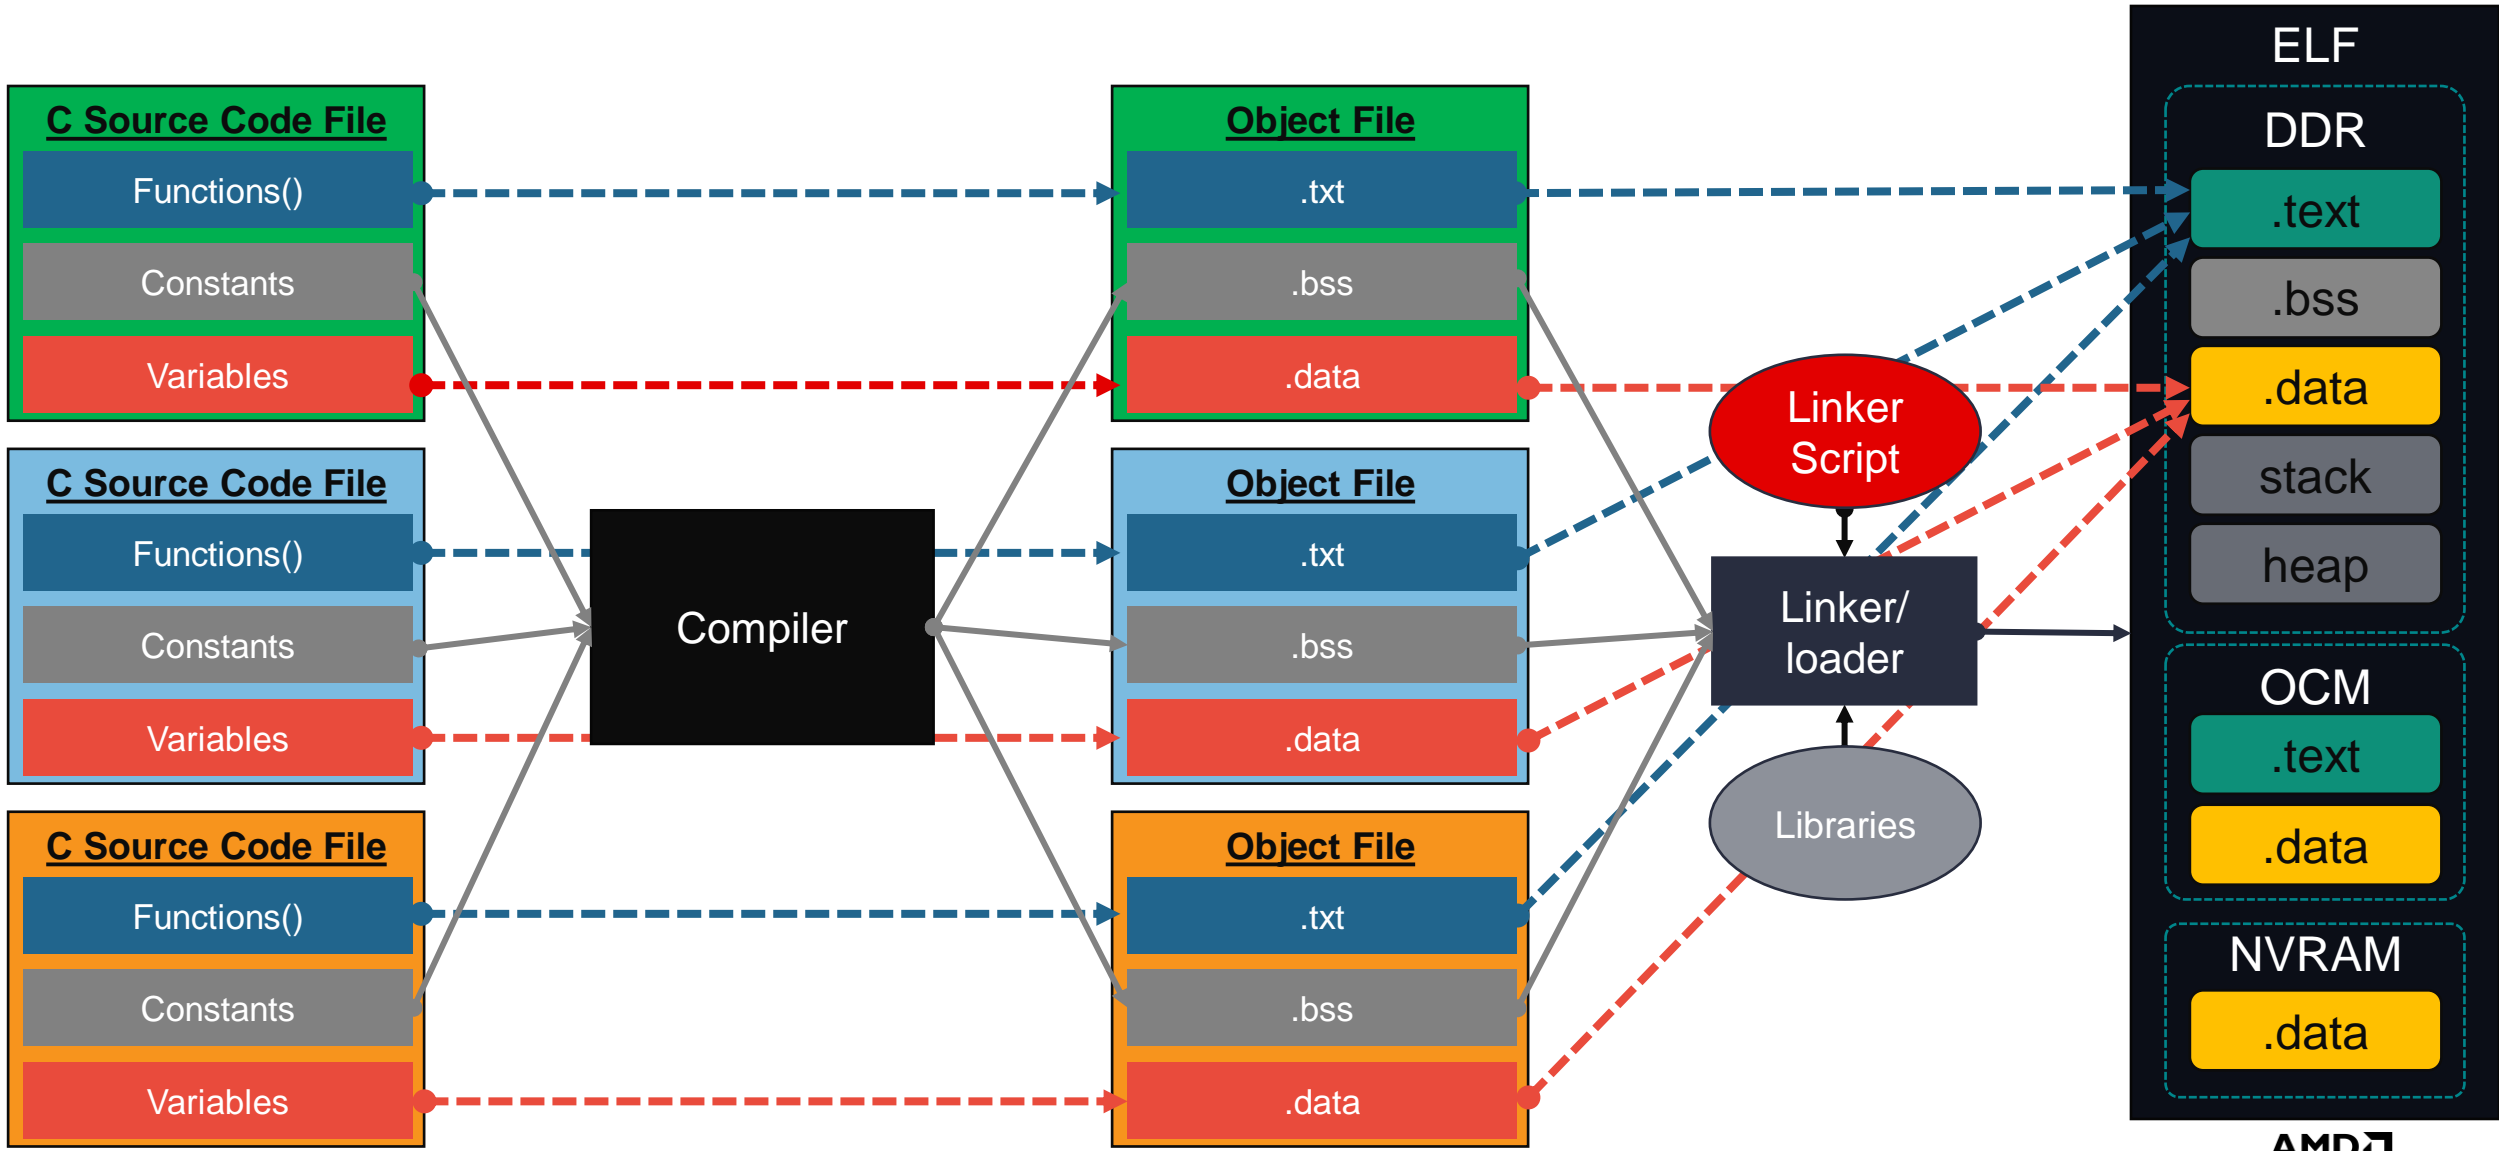 C Source Code File
Functions()
Constants
Variables
C Source Code File
Functions()
Constants
Variables
C Source Code File
Functions()
Constants
Variables
Compiler
Object File
.txt
.bss
.data
Object File
.txt
.bss
.data
Object File
.txt
.bss
.data
Linker
Script
Linker/
loader
Libraries
ELF
DDR
.text
.bss
.data
stack
heap
OCM
.text
.data
NVRAM
.data
AMD